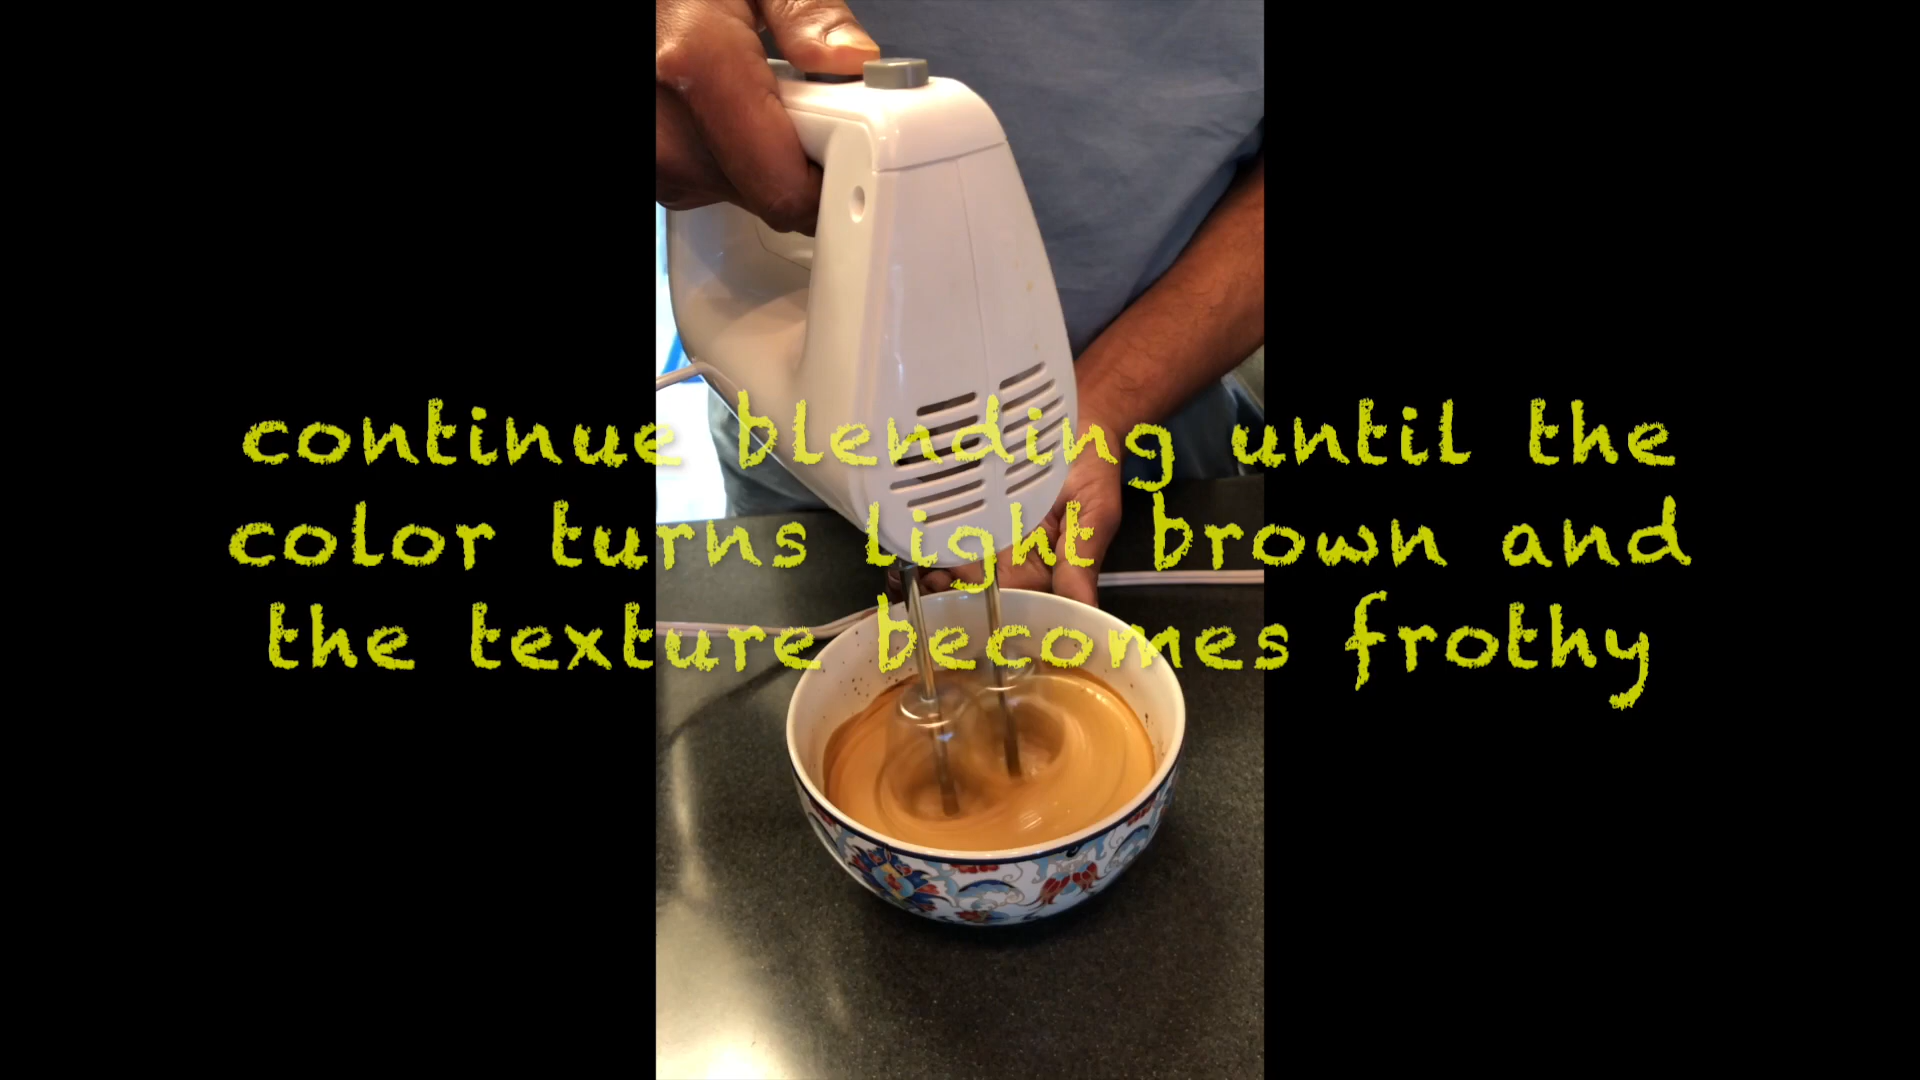 continue blending until the
color turns light brown and
the texture becomes frothy